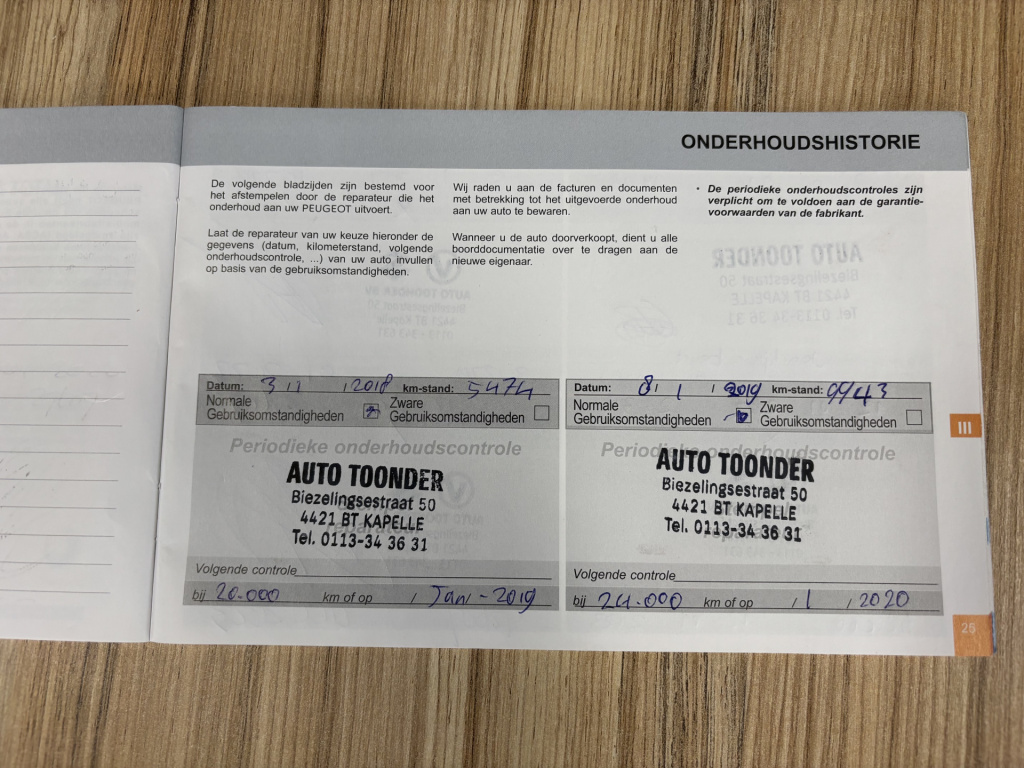 ONDERHOUDSHISTORIE
De volgende bladzijden zijn bestemd voor
het afstempelen door de reparateur die het
onderhoud aan uw PEUGEOT uitvoert.
Laat de reparateur van uw keuze hieronder de
gegevens (datum, kilometerstand, volgende
onderhoudscontrole, ...) van uw auto invullen
op basis van de gebruiksomstandigheden.
Wij raden u aan de facturen en documenten
met betrekking tot het uitgevoerde onderhoud
aan uw auto te bewaren.
Wanneer u de auto doorverkoopt, dient u alle
boorddocumentatie over te dragen aan de
nieuwe eigenaar.
• De periodieke onderhoudscontroles zijn
verplicht om te voldoen aan de garantie-
voorwaarden van de fabrikant.
Datum: 3 / 1 / 2018 km-stand: 5474
Normale
Gebruiksomstandigheden
Zware
Gebruiksomstandigheden
Periodieke onderhoudscontrole
AUTO TOONDER
Biezelingsestraat 50
4421 BT KAPELLE
Tel. 0113-34 36 31
Volgende controle
bij 20.000 km of op / Jan - 2019
Datum: 8 / 1 / 2019 km-stand: 9943
Normale
Gebruiksomstandigheden
Zware
Gebruiksomstandigheden
Periodieke onderhoudscontrole
AUTO TOONDER
Biezelingsestraat 50
4421 BT KAPELLE
Tel. 0113-34 36 31
Volgende controle
bij 24.000 km of op / 1 / 2020
III
25